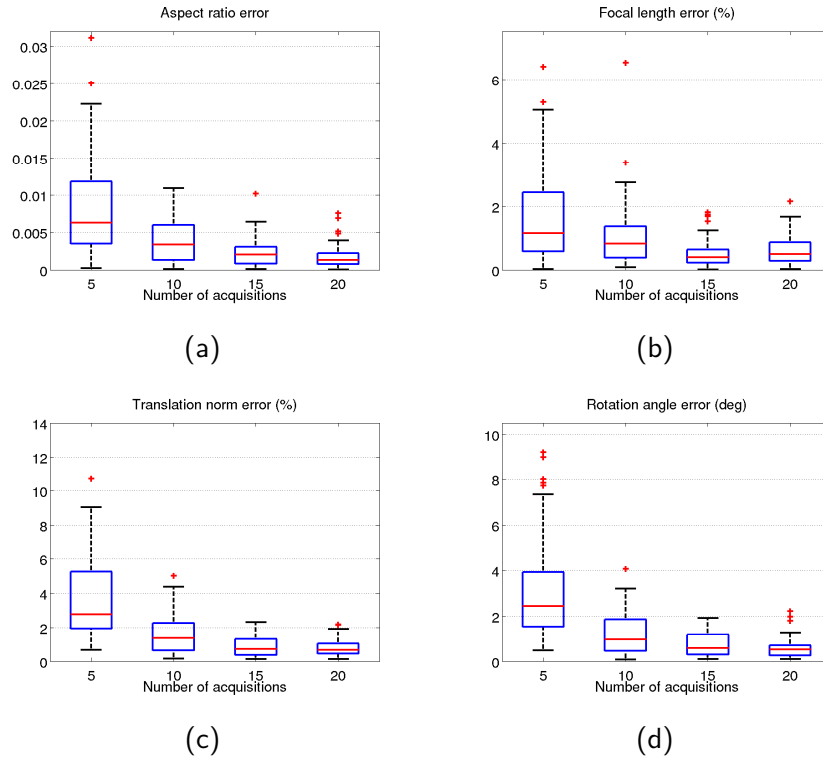 Aspect ratio error
0.03
0.025
0.02
0.015
0.01
0.005
0
5 10 15 20
Number of acquisitions
(a)
Focal length error (%)
6
4
2
0
5 10 15 20
Number of acquisitions
(b)
Translation norm error (%)
14
12
10
8
6
4
2
0
5 10 15 20
Number of acquisitions
(c)
Rotation angle error (deg)
10
8
6
4
2
0
5 10 15 20
Number of acquisitions
(d)